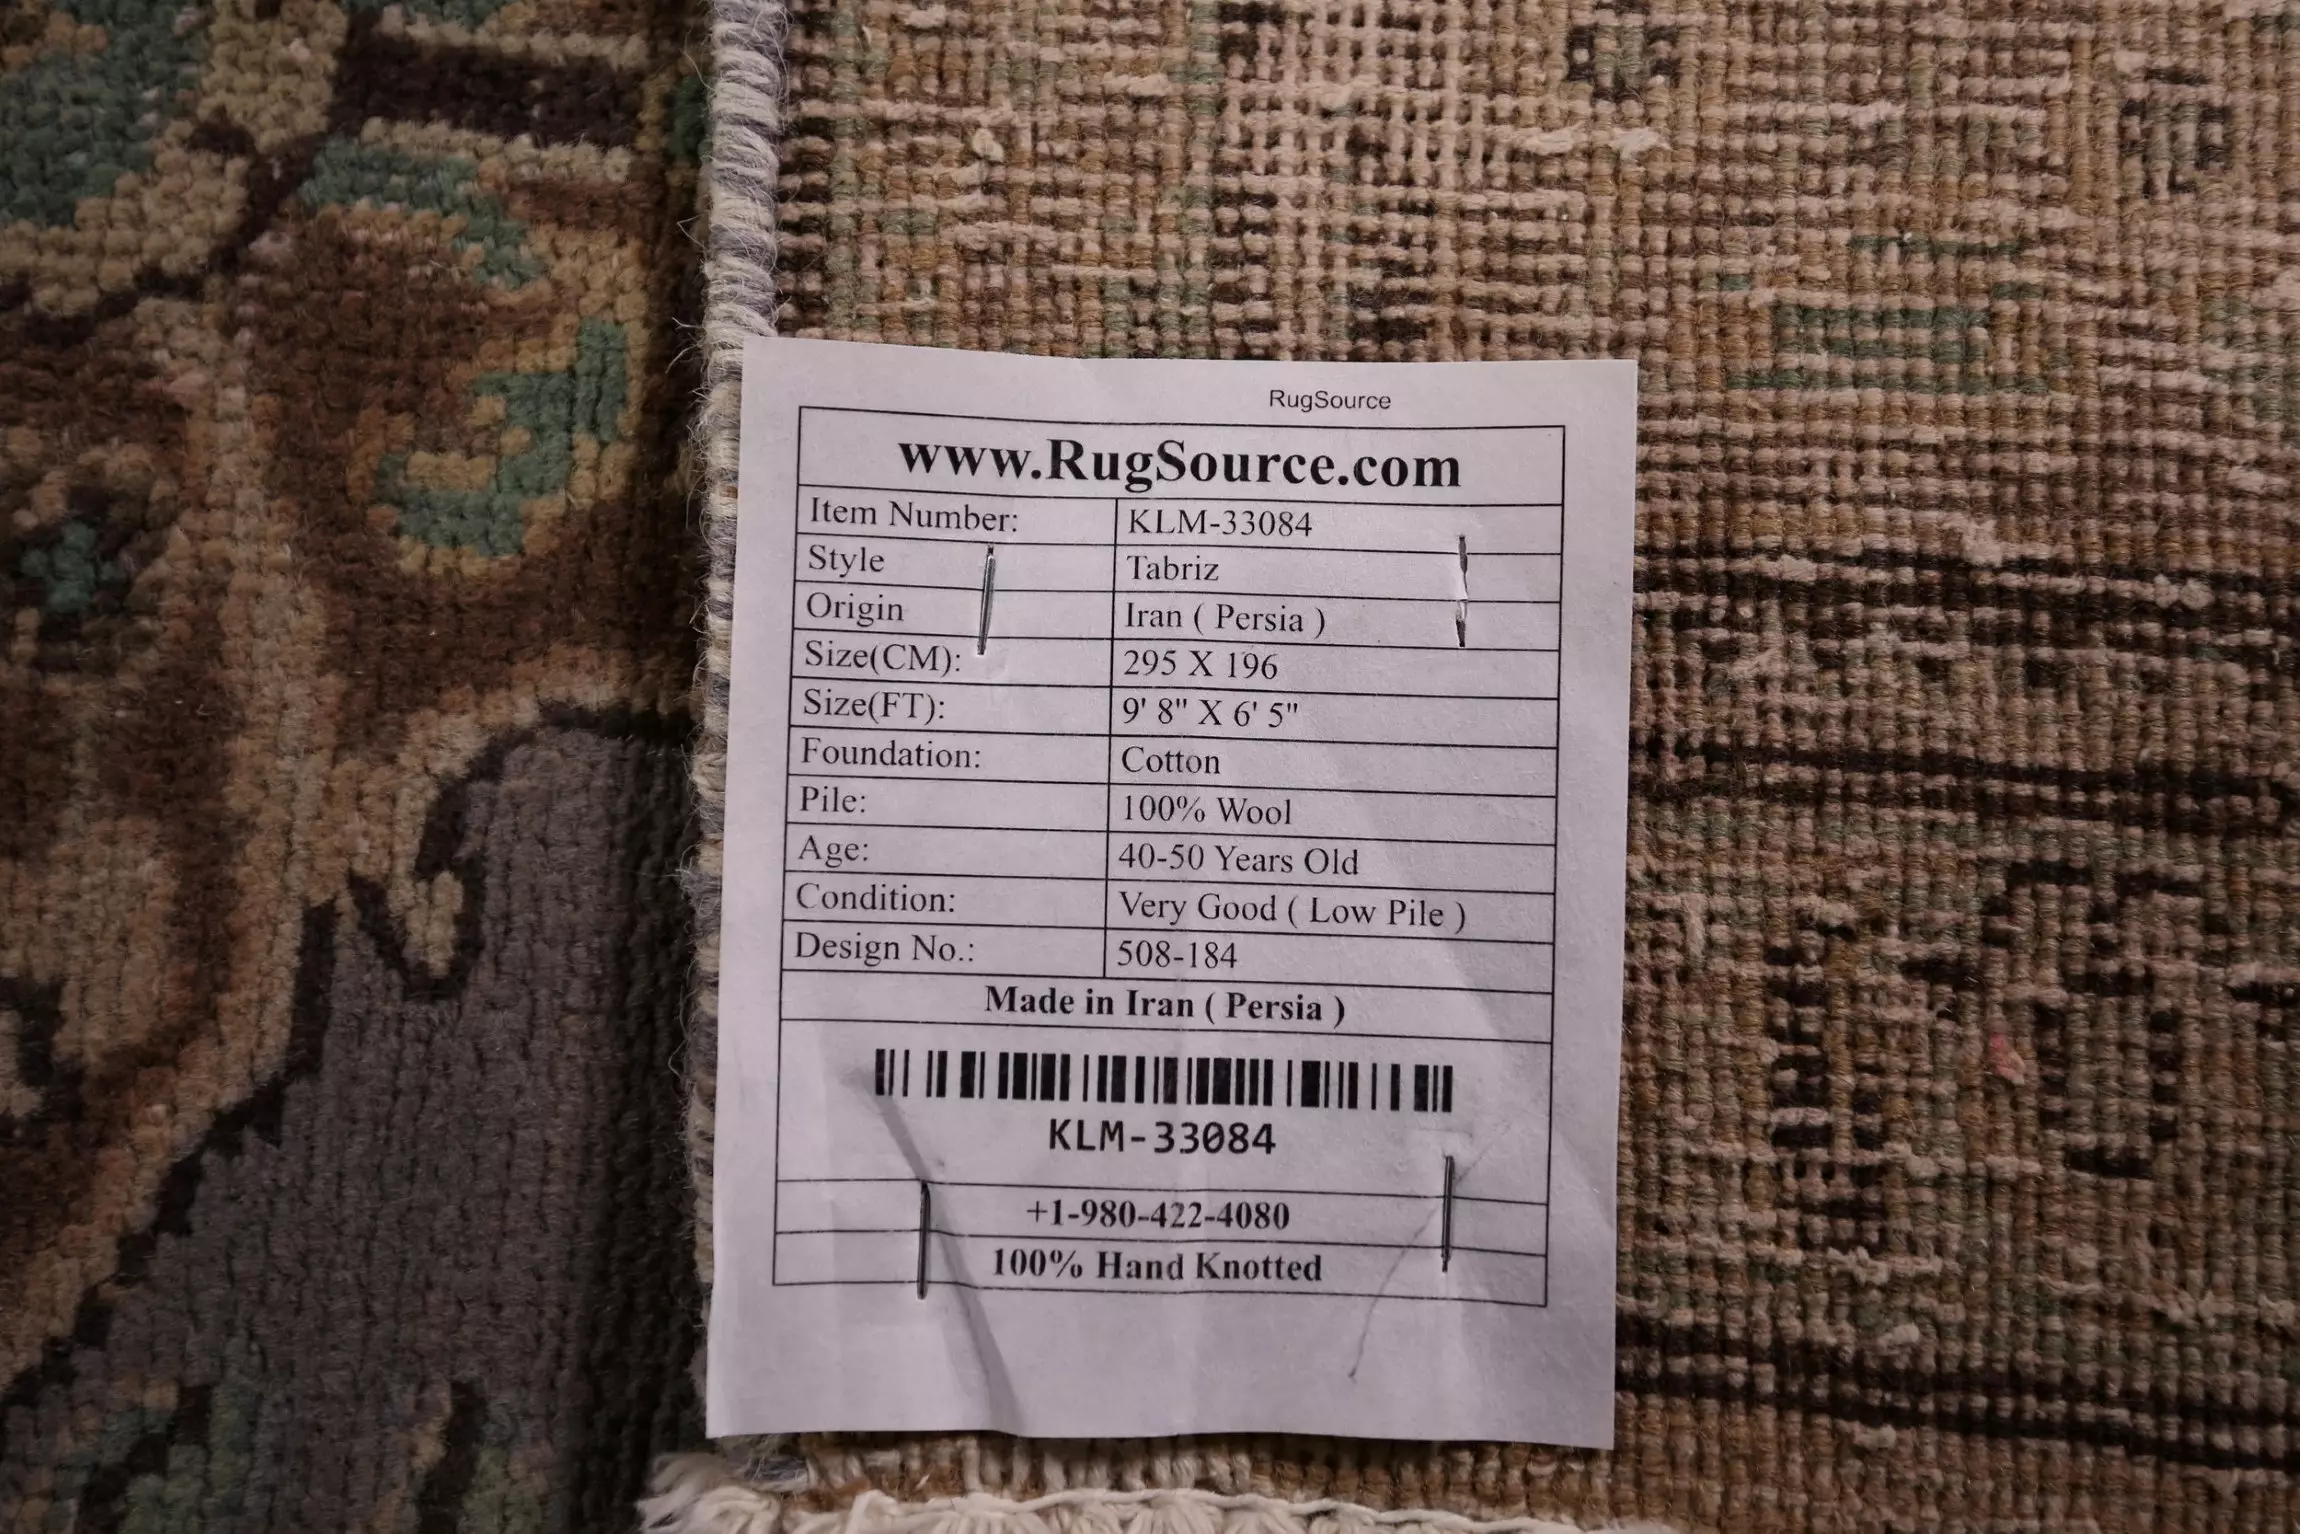 RugSource
www.RugSource.com
Item Number: KLM-33084
Style Tabriz
Origin Iran ( Persia )
Size(CM): 295 X 196
Size(FT): 9' 8" X 6' 5"
Foundation: Cotton
Pile: 100% Wool
Age: 40-50 Years Old
Condition: Very Good ( Low Pile )
Design No.: 508-184
Made in Iran ( Persia )
KLM-33084
+1-980-422-4080
100% Hand Knotted